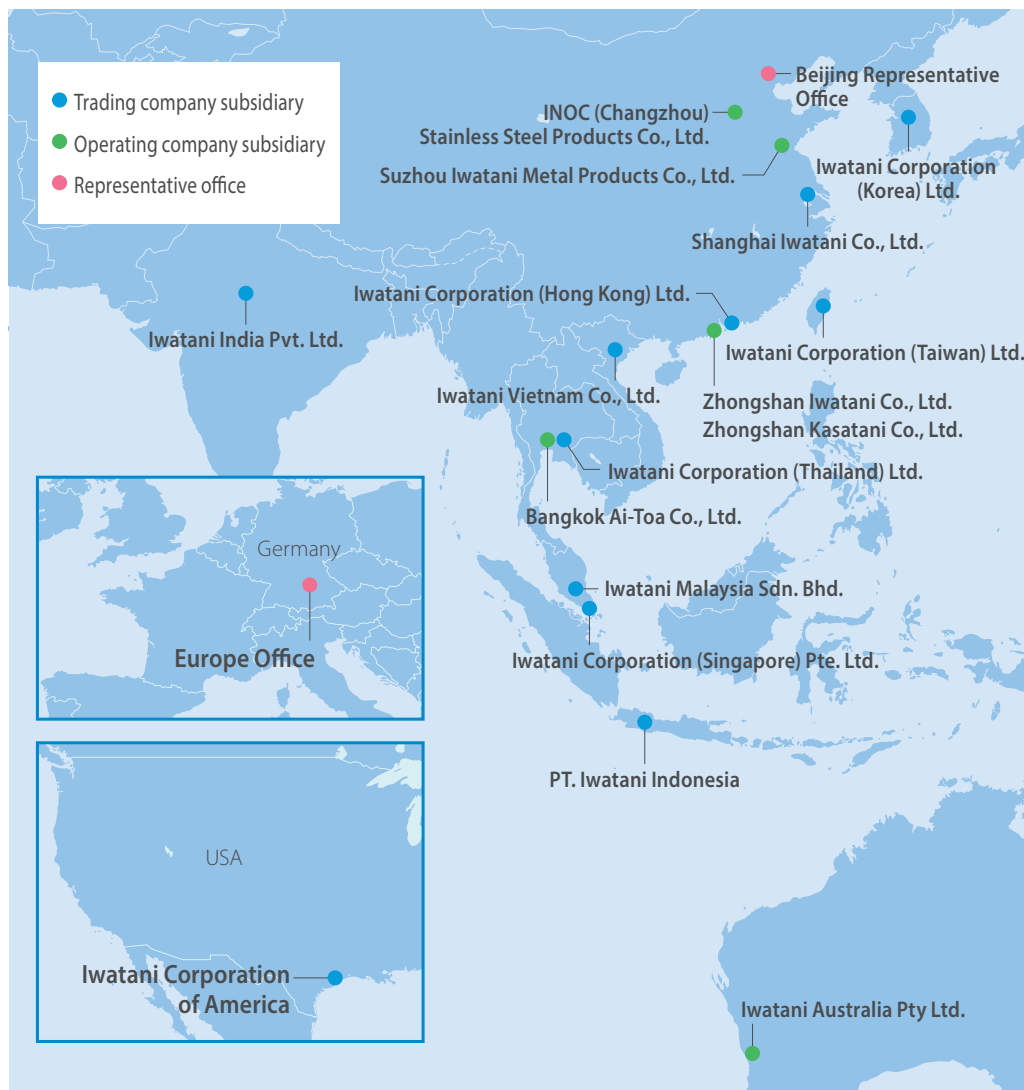 Trading company subsidiary
Operating company subsidiary
Representative office
Beijing Representative
Office
INOC (Changzhou)
Stainless Steel Products Co., Ltd.
Suzhou Iwatani Metal Products Co., Ltd.
Iwatani Corporation
(Korea) Ltd.
Shanghai Iwatani Co., Ltd.
Iwatani Corporation (Hong Kong) Ltd.
Iwatani India Pvt. Ltd.
Iwatani Corporation (Taiwan) Ltd.
Iwatani Vietnam Co., Ltd.
Zhongshan Iwatani Co., Ltd.
Zhongshan Kasatani Co., Ltd.
Iwatani Corporation (Thailand) Ltd.
Bangkok Ai-Toa Co., Ltd.
Germany
Europe Office
Iwatani Malaysia Sdn. Bhd.
Iwatani Corporation (Singapore) Pte. Ltd.
PT. Iwatani Indonesia
USA
Iwatani Corporation
of America
Iwatani Australia Pty Ltd.